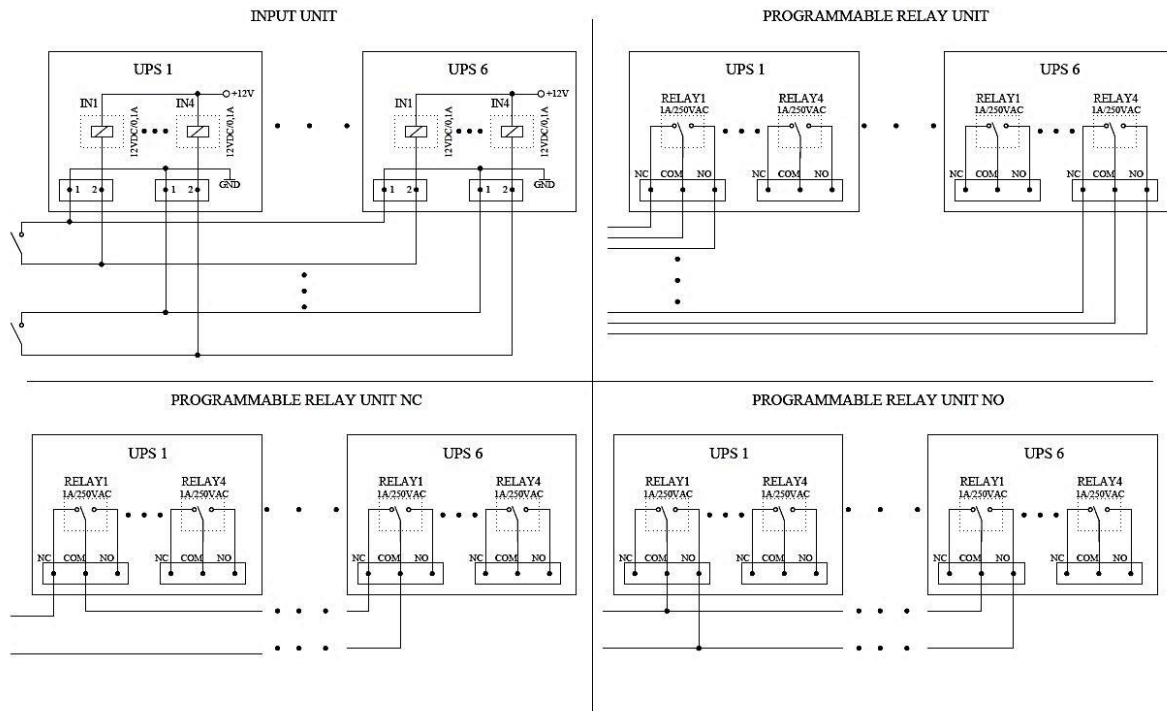 INPUT UNIT
UPS 1
UPS 6
+12V
+12V
IN1
IN4
IN1
IN4
12VDC/0,1A
12VDC/0,1A
12VDC/0,1A
12VDC/0,1A
1 2
1 2
GND
1 2
1 2
GND
PROGRAMMABLE RELAY UNIT
UPS 1
UPS 6
RELAY1
RELAY4
RELAY1
RELAY4
1A/250VAC
1A/250VAC
1A/250VAC
1A/250VAC
NC COM NO
NC COM NO
NC COM NO
NC COM NO
PROGRAMMABLE RELAY UNIT NC
UPS 1
UPS 6
RELAY1
RELAY4
RELAY1
RELAY4
1A/250VAC
1A/250VAC
1A/250VAC
1A/250VAC
NC COM NO
NC COM NO
NC COM NO
NC COM NO
PROGRAMMABLE RELAY UNIT NO
UPS 1
UPS 6
RELAY1
RELAY4
RELAY1
RELAY4
1A/250VAC
1A/250VAC
1A/250VAC
1A/250VAC
NC COM NO
NC COM NO
NC COM NO
NC COM NO